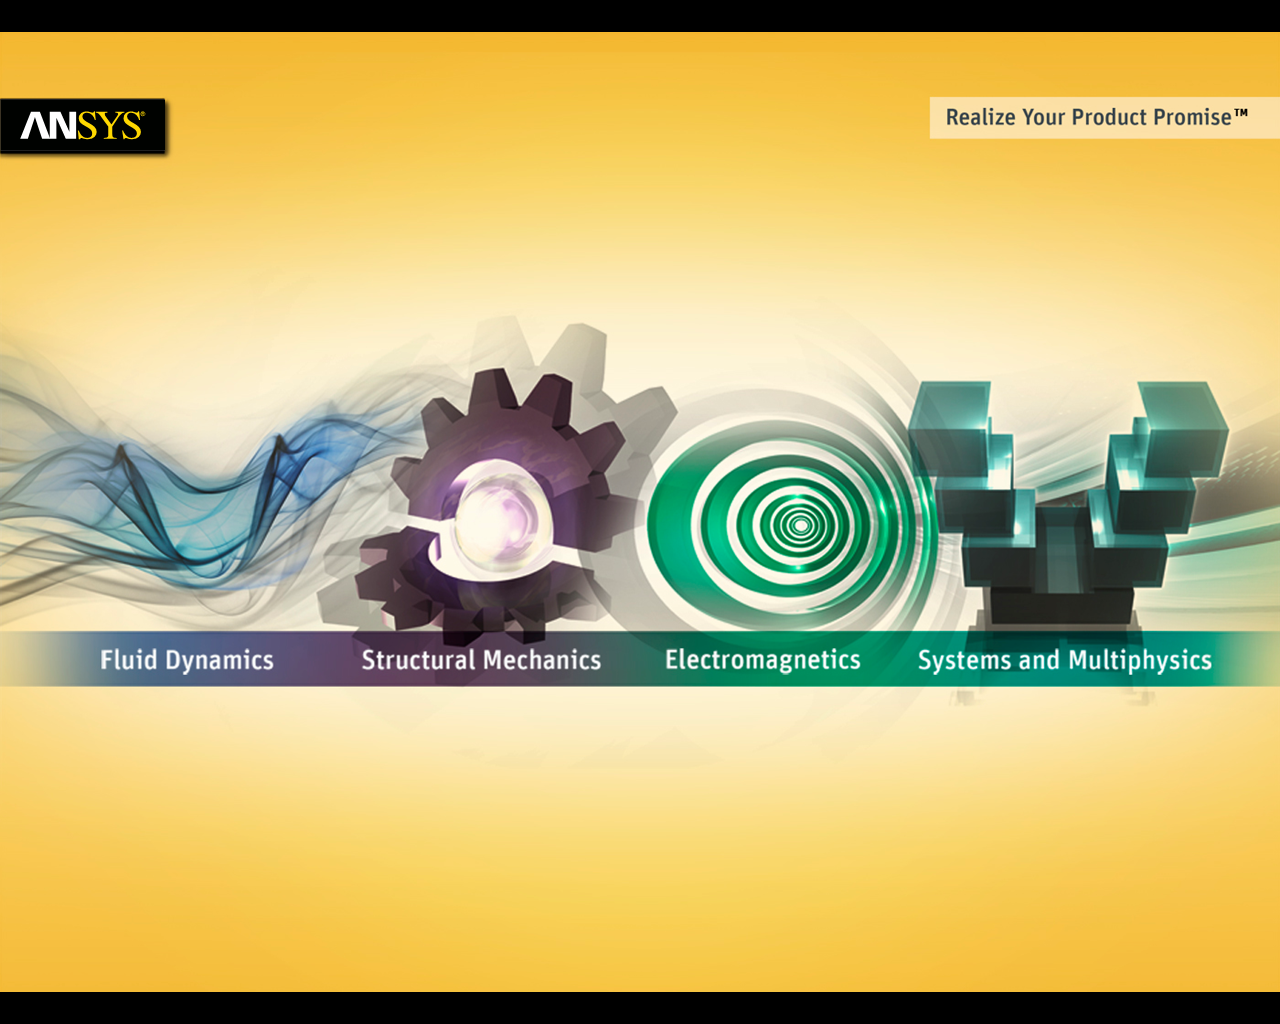 ANSYS®
Realize Your Product Promise™
Fluid Dynamics
Structural Mechanics
Electromagnetics
Systems and Multiphysics